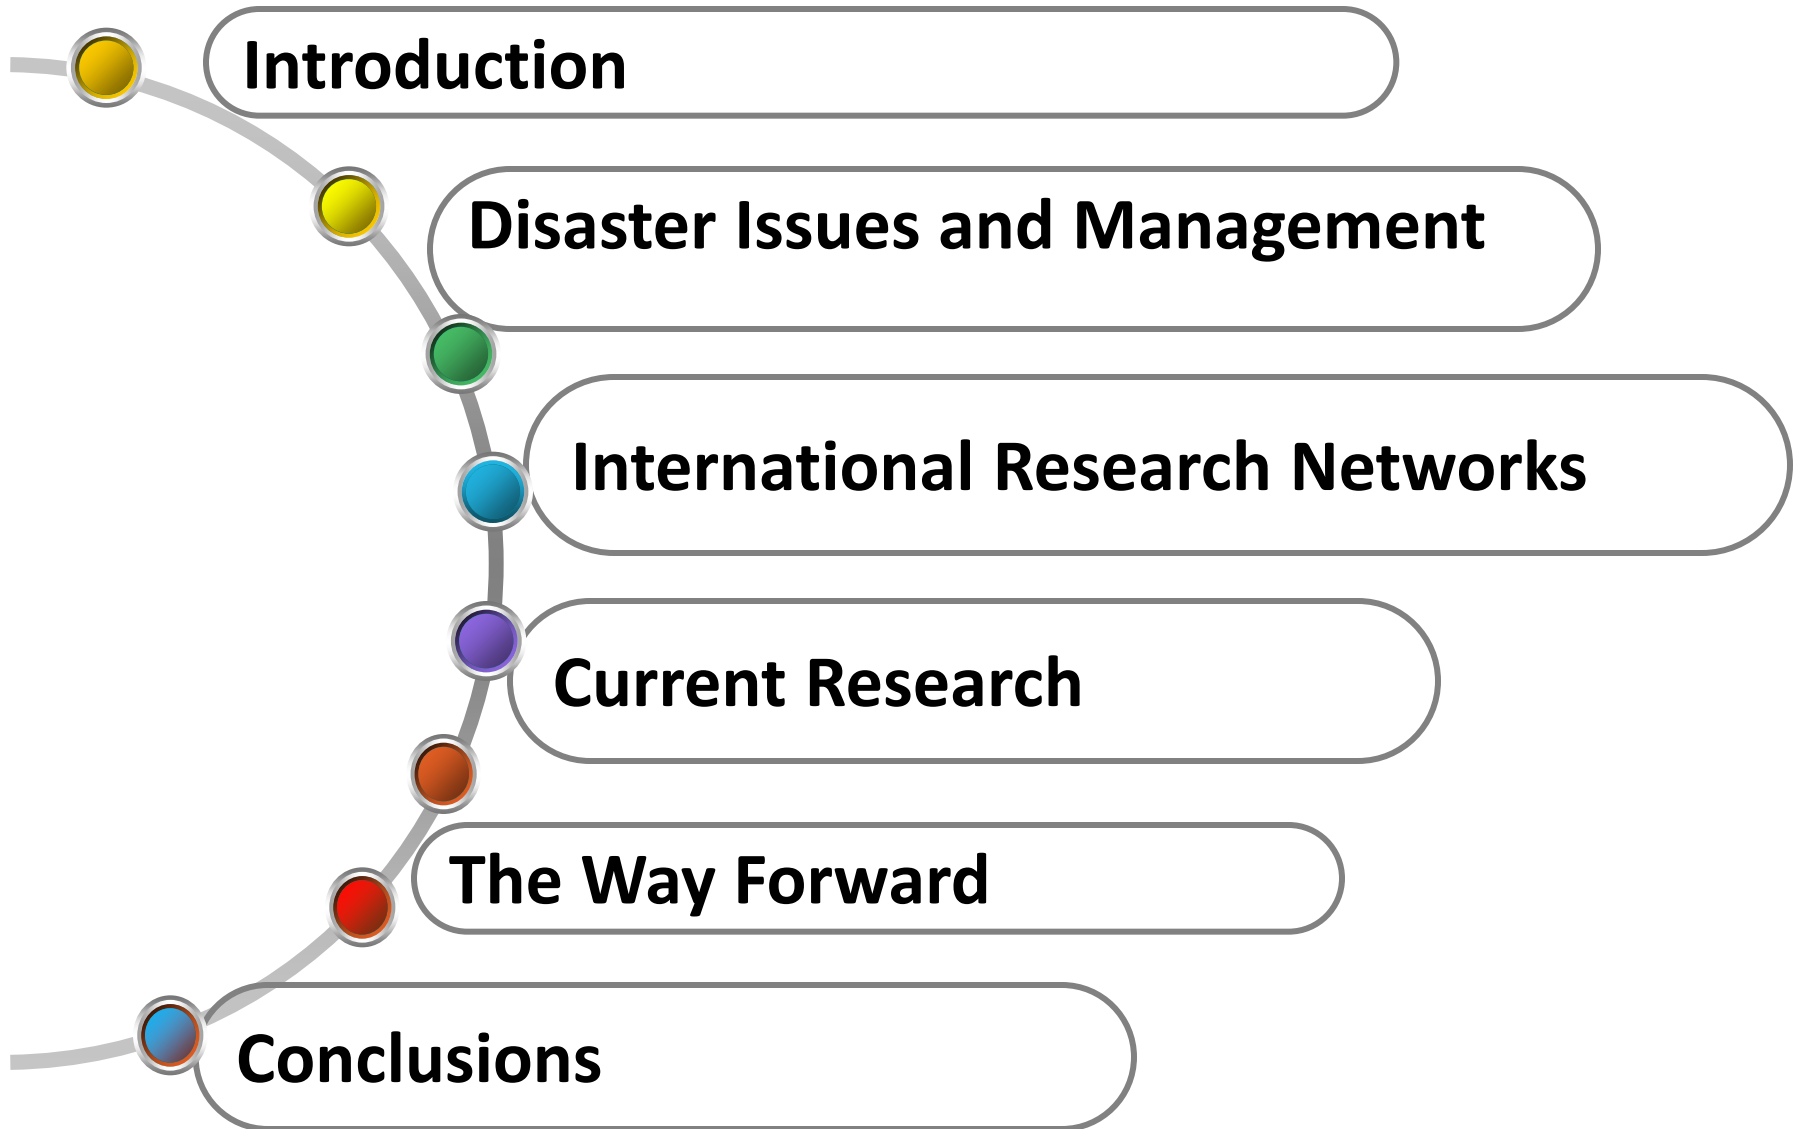 Introduction
Disaster Issues and Management
International Research Networks
Current Research
The Way Forward
Conclusions